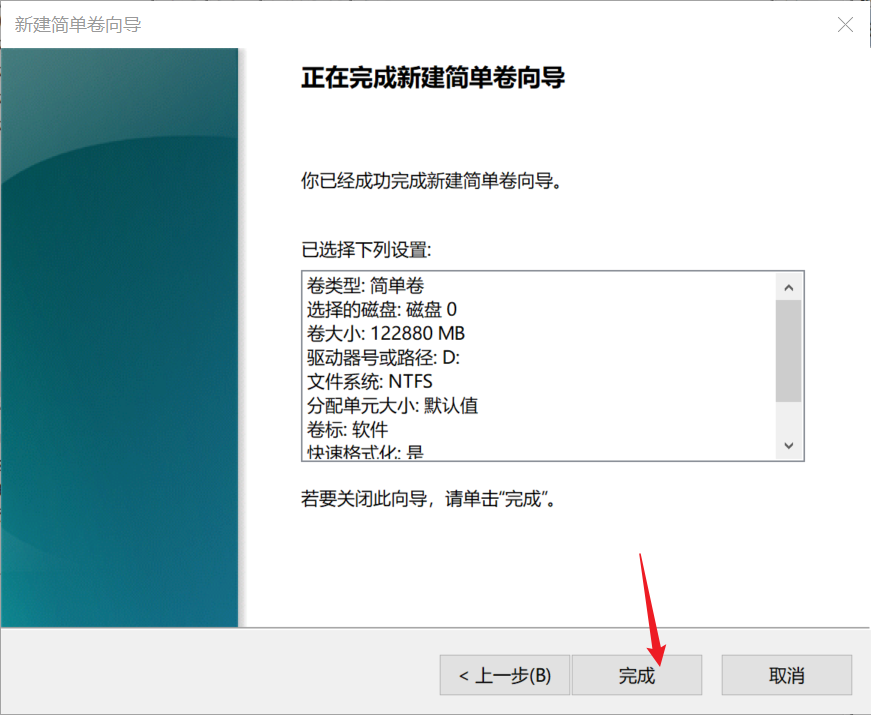 新建简单卷向导
正在完成新建简单卷向导
你已经成功完成新建简单卷向导。
已选择下列设置:
卷类型: 简单卷
选择的磁盘: 磁盘 0
卷大小: 122880 MB
驱动器号或路径: D:
文件系统: NTFS
分配单元大小: 默认值
卷标: 软件
快速格式化: 是
若要关闭此向导，请单击“完成”。
< 上一步(B)
完成
取消